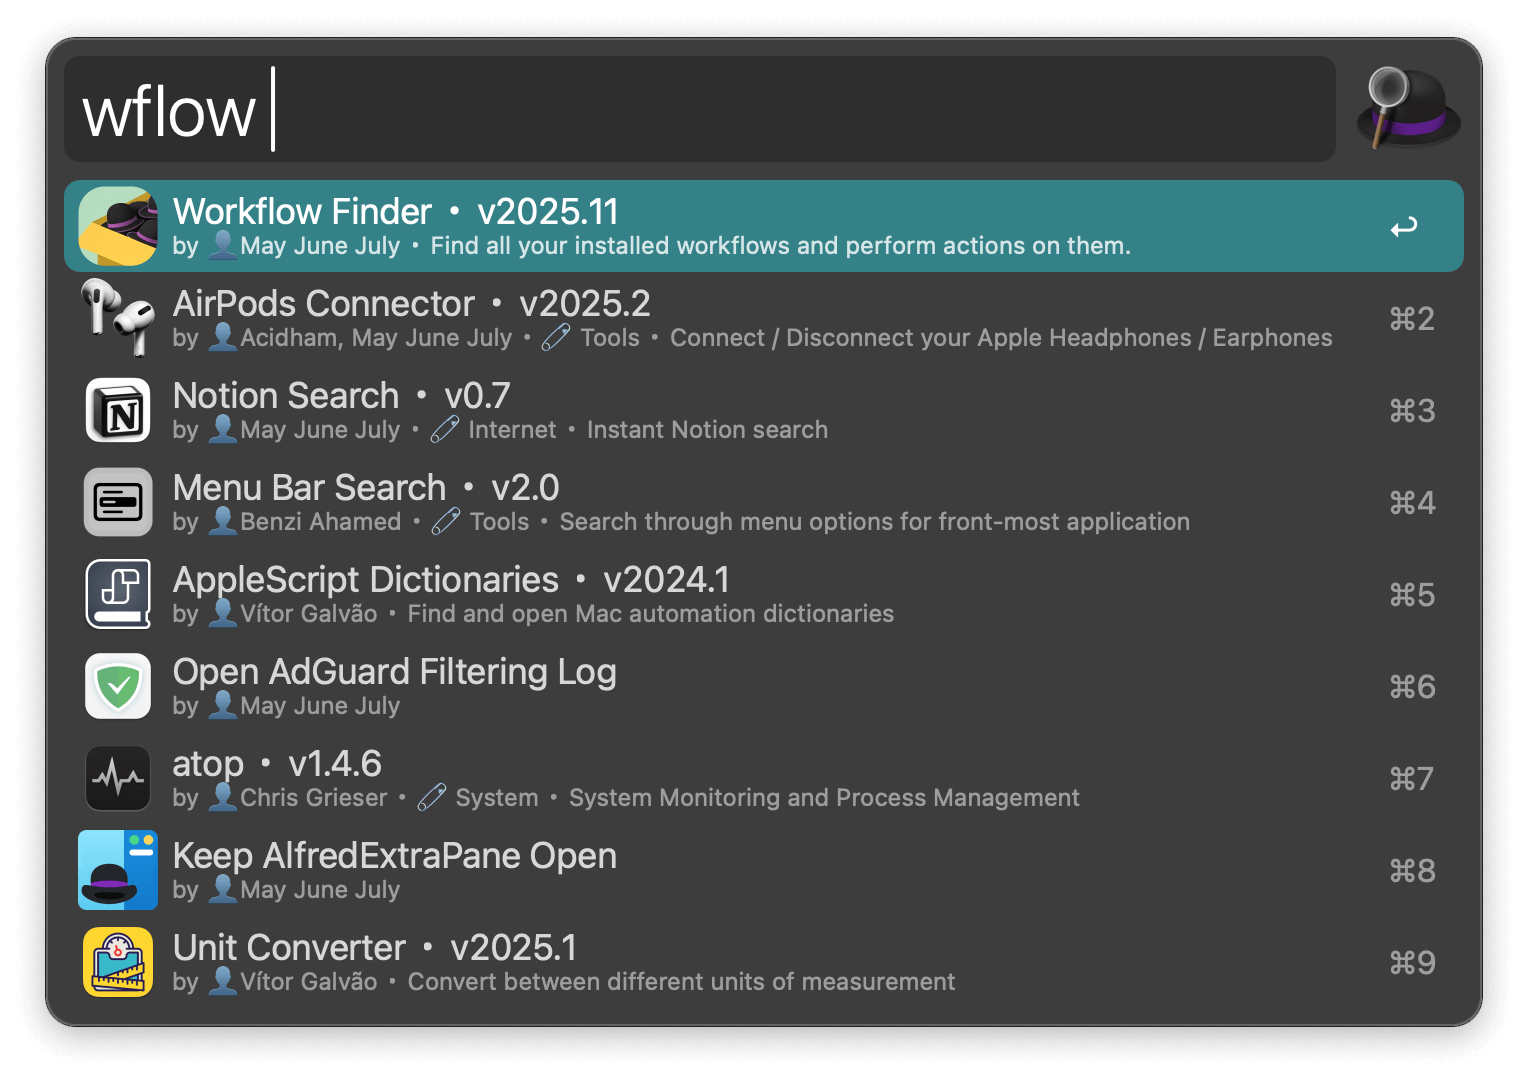 wflow
Workflow Finder • v2025.11
by 👤May June July • Find all your installed workflows and perform actions on them.
↩
AirPods Connector • v2025.2
by 👤Acidham, May June July • 🧷 Tools • Connect / Disconnect your Apple Headphones / Earphones
⌘2
Notion Search • v0.7
by 👤May June July • 🧷 Internet • Instant Notion search
⌘3
Menu Bar Search • v2.0
by 👤Benzi Ahamed • 🧷 Tools • Search through menu options for front-most application
⌘4
AppleScript Dictionaries • v2024.1
by 👤Vítor Galvão • Find and open Mac automation dictionaries
⌘5
Open AdGuard Filtering Log
by 👤May June July
⌘6
atop • v1.4.6
by 👤Chris Grieser • 🧷 System • System Monitoring and Process Management
⌘7
Keep AlfredExtraPane Open
by 👤May June July
⌘8
Unit Converter • v2025.1
by 👤Vítor Galvão • Convert between different units of measurement
⌘9